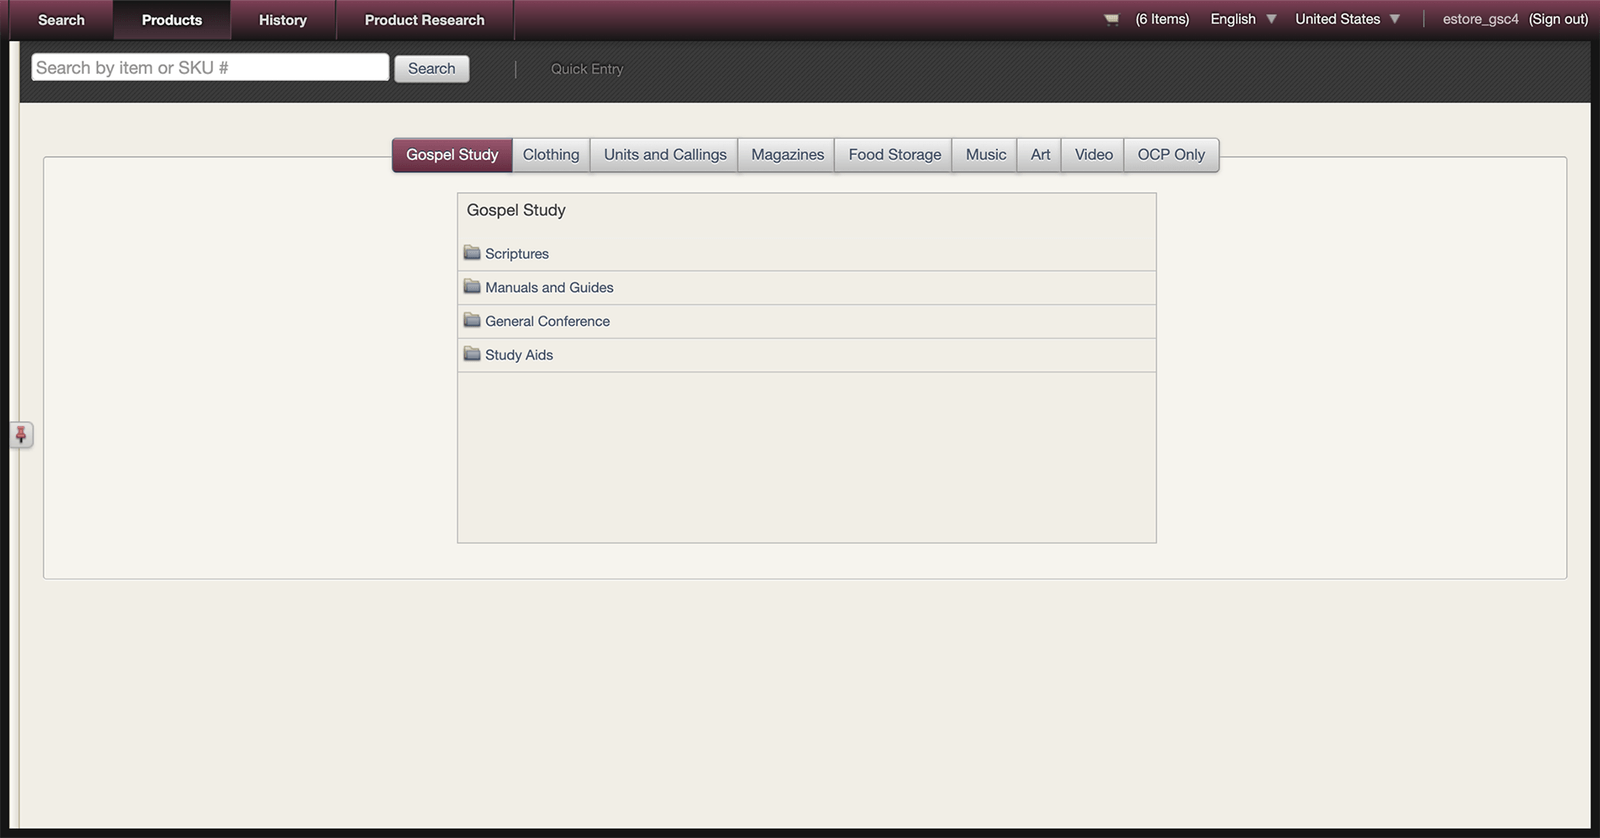 Search Products History Product Research (6 Items) English United States estore_gsc4 (Sign out)
Search by item or SKU # Search Quick Entry
Gospel Study Clothing Units and Callings Magazines Food Storage Music Art Video OCP Only
Gospel Study
Scriptures
Manuals and Guides
General Conference
Study Aids